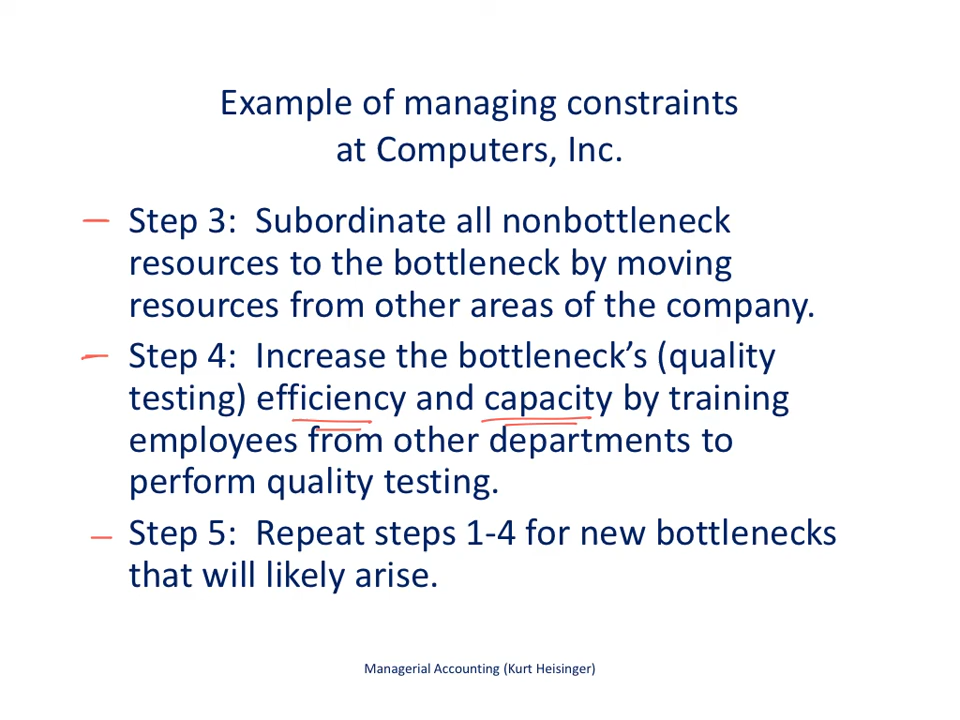 Example of managing constraints
at Computers, Inc.
Step 3:  Subordinate all nonbottleneck
resources to the bottleneck by moving
resources from other areas of the company.
Step 4:  Increase the bottleneck’s (quality
testing) efficiency and capacity by training
employees from other departments to
perform quality testing.
Step 5:  Repeat steps 1-4 for new bottlenecks
that will likely arise.
Managerial Accounting (Kurt Heisinger)